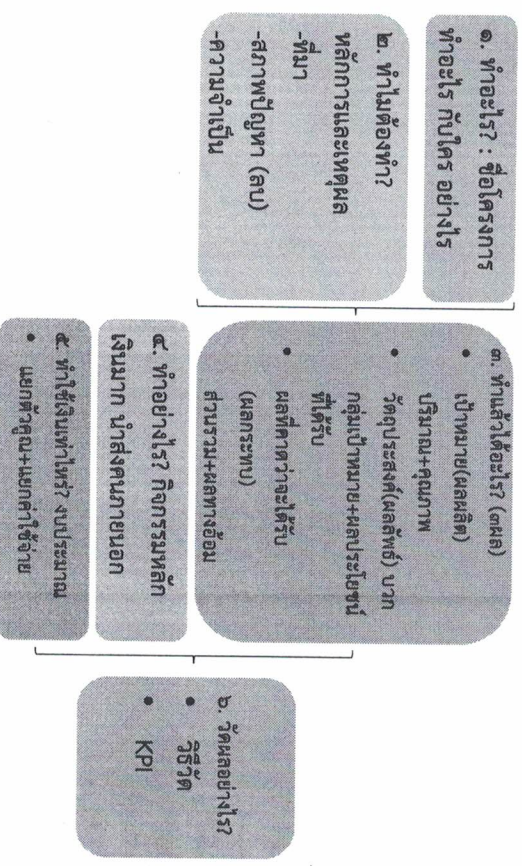 ๑. ทำอะไร? : ชื่อโครงการ
ทำอะไร กับใคร อย่างไร
๒. ทำไมต้องทำ?
หลักการและเหตุผล
-ที่มา
-สภาพปัญหา (ลบ)
-ความจำเป็น
๓. ทำแล้วได้อะไร? (๓ผล)
• เป้าหมาย(ผลผลิต)
ปริมาณ+คุณภาพ
• วัตถุประสงค์(ผลลัพธ์) บวก
กลุ่มเป้าหมาย+ผลประโยชน์
ที่ได้รับ
• ผลที่คาดว่าจะได้รับ
(ผลกระทบ)
ส่วนรวม+ผลทางอ้อม
๔. ทำอย่างไร? กิจกรรมหลัก
เงินมาก นำส่งคนภายนอก
๕. ทำใช้เงินเท่าไหร่? งบประมาณ
• แยกตัวคูณ+แยกค่าใช้จ่าย
๖. วัดผลอย่างไร?
• วิธีวัด
• KPI